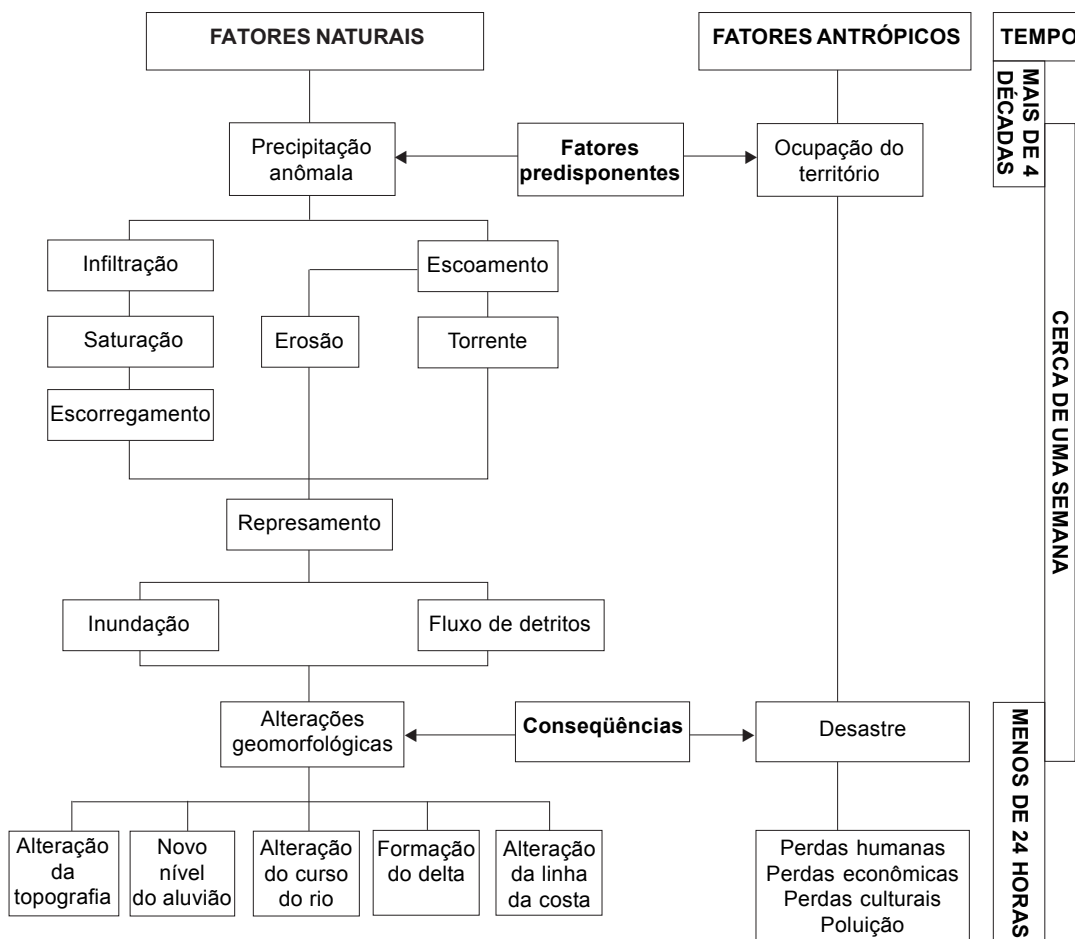 FATORES NATURAIS
FATORES ANTRÓPICOS
TEMPO
MAIS DE 4
DÉCADAS
Precipitação
anômala
Fatores
predisponentes
Ocupação do
território
Infiltração
Escoamento
Saturação
Erosão
Torrente
Escorregamento
CERCA DE UMA SEMANA
Represamento
Inundação
Fluxo de detritos
Alterações
geomorfológicas
Conseqüências
Desastre
MENOS DE 24 HORAS
Alteração
da
topografia
Novo
nível
do aluvião
Alteração
do curso
do rio
Formação
do delta
Alteração
da linha
da costa
Perdas humanas
Perdas econômicas
Perdas culturais
Poluição